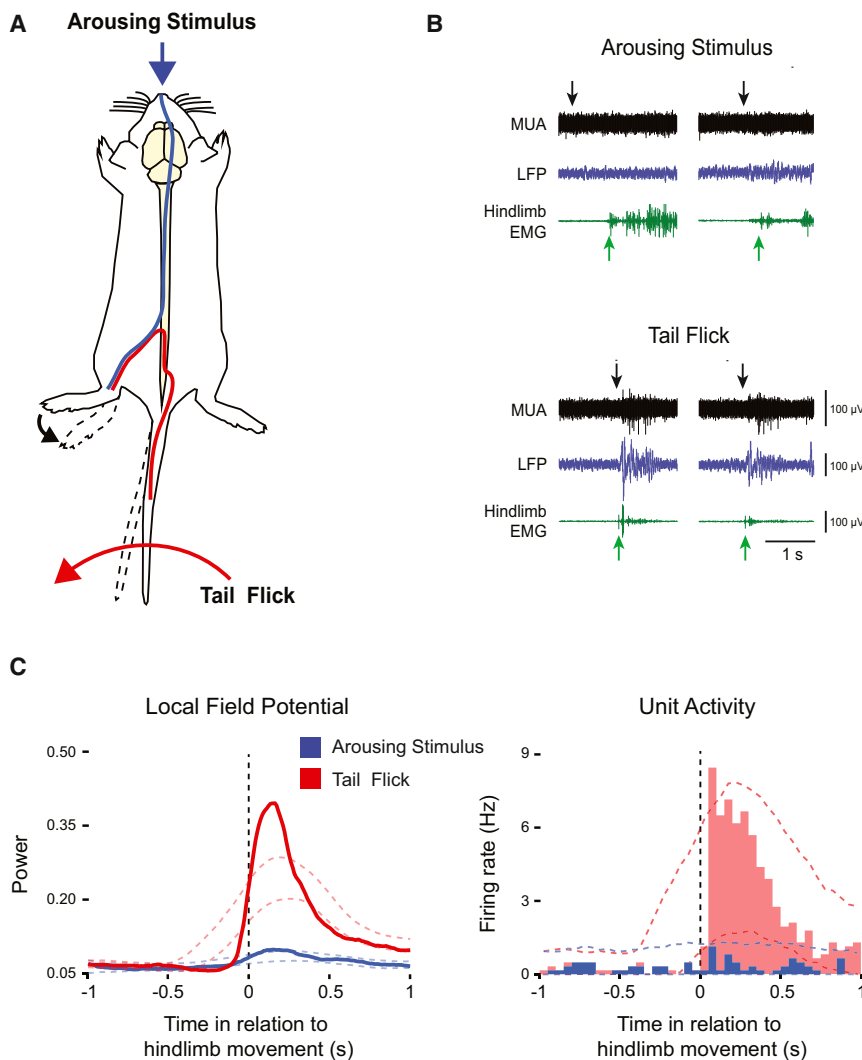 A
Arousing Stimulus
Tail Flick
B
Arousing Stimulus
MUA
LFP
Hindlimb
EMG
Tail Flick
MUA
100 µV
LFP
100 µV
Hindlimb
EMG
100 µV
1 s
C
Local Field Potential
Arousing Stimulus
Tail Flick
Power
0.50
0.35
0.20
0.05
-1
-0.5
0
0.5
1
Time in relation to
hindlimb movement (s)
Unit Activity
Firing rate (Hz)
9
6
3
0
-1
-0.5
0
0.5
1
Time in relation to
hindlimb movement (s)